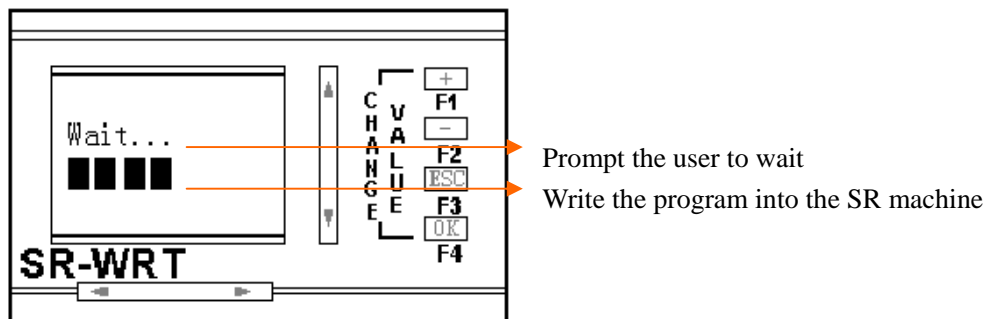 Wait...
CHANGE
VALUE
+
F1
-
F2
ESC
F3
OK
F4
SR-WRT
Prompt the user to wait
Write the program into the SR machine